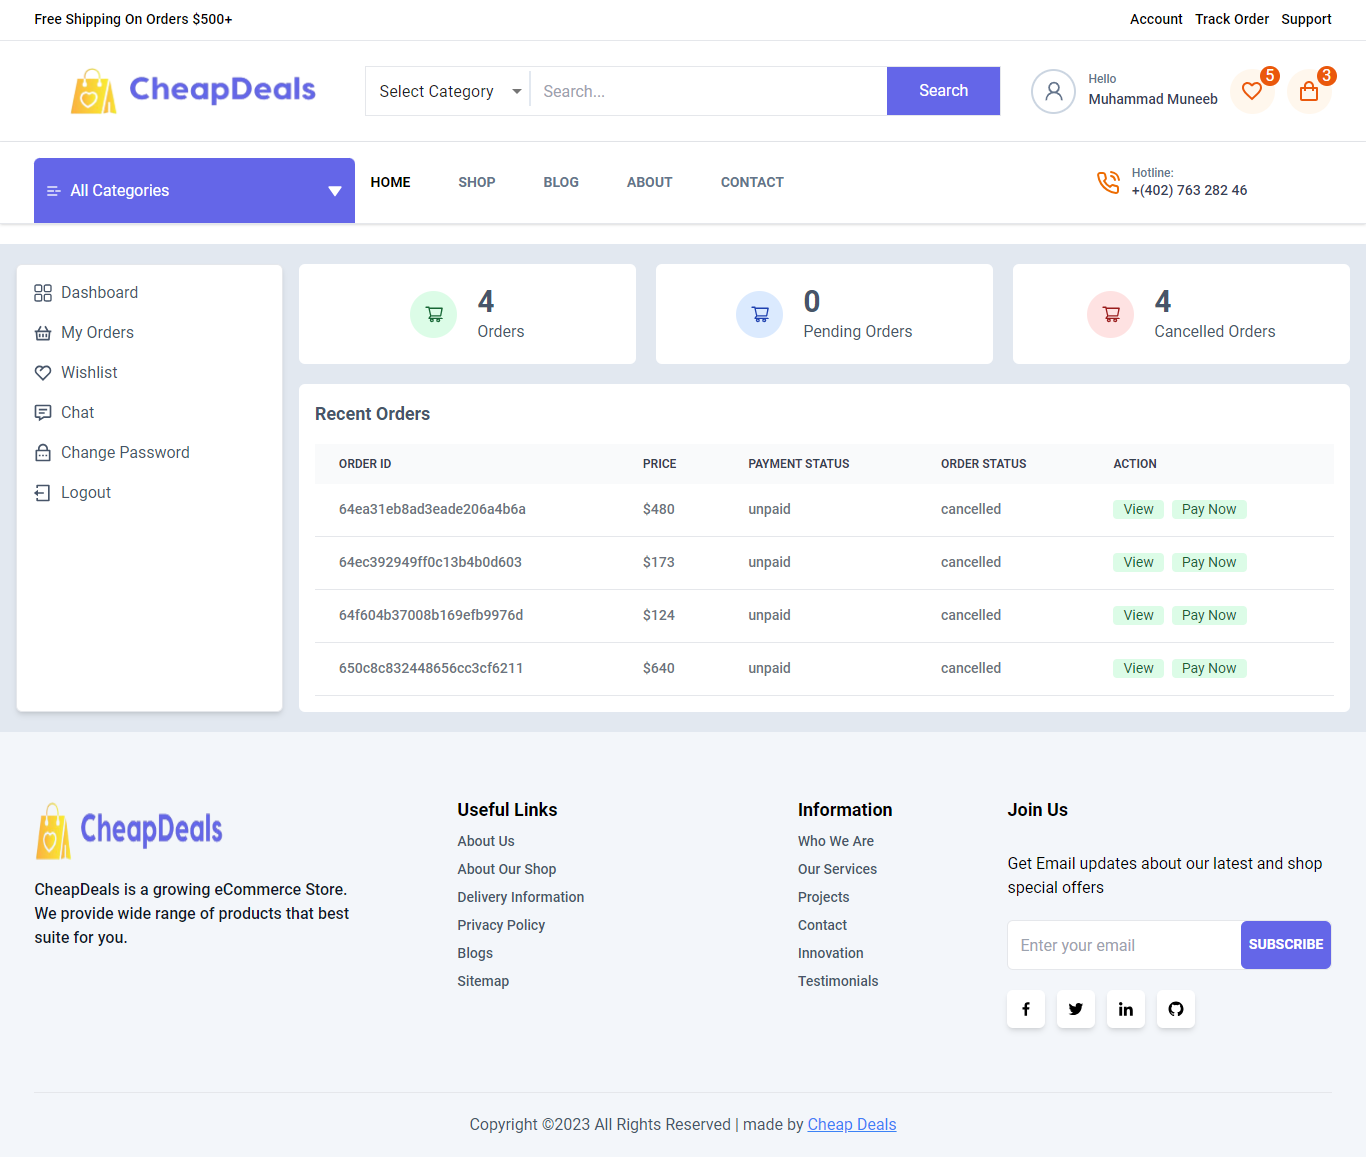 Free Shipping On Orders $500+
Account Track Order Support
CheapDeals
Select Category
Search...
Search
Hello
Muhammad Muneeb
5
3
All Categories
HOME SHOP BLOG ABOUT CONTACT
Hotline:
+(402) 763 282 46
Dashboard
My Orders
Wishlist
Chat
Change Password
Logout
4
Orders
0
Pending Orders
4
Cancelled Orders
Recent Orders
ORDER ID PRICE PAYMENT STATUS ORDER STATUS ACTION
64ea31eb8ad3eade206a4b6a $480 unpaid cancelled View Pay Now
64ec392949ff0c13b4b0d603 $173 unpaid cancelled View Pay Now
64f604b37008b169efb9976d $124 unpaid cancelled View Pay Now
650c8c832448656cc3cf6211 $640 unpaid cancelled View Pay Now
CheapDeals
CheapDeals is a growing eCommerce Store.
We provide wide range of products that best
suite for you.
Useful Links
About Us
About Our Shop
Delivery Information
Privacy Policy
Blogs
Sitemap
Information
Who We Are
Our Services
Projects
Contact
Innovation
Testimonials
Join Us
Get Email updates about our latest and shop
special offers
Enter your email
SUBSCRIBE
Copyright ©2023 All Rights Reserved | made by Cheap Deals